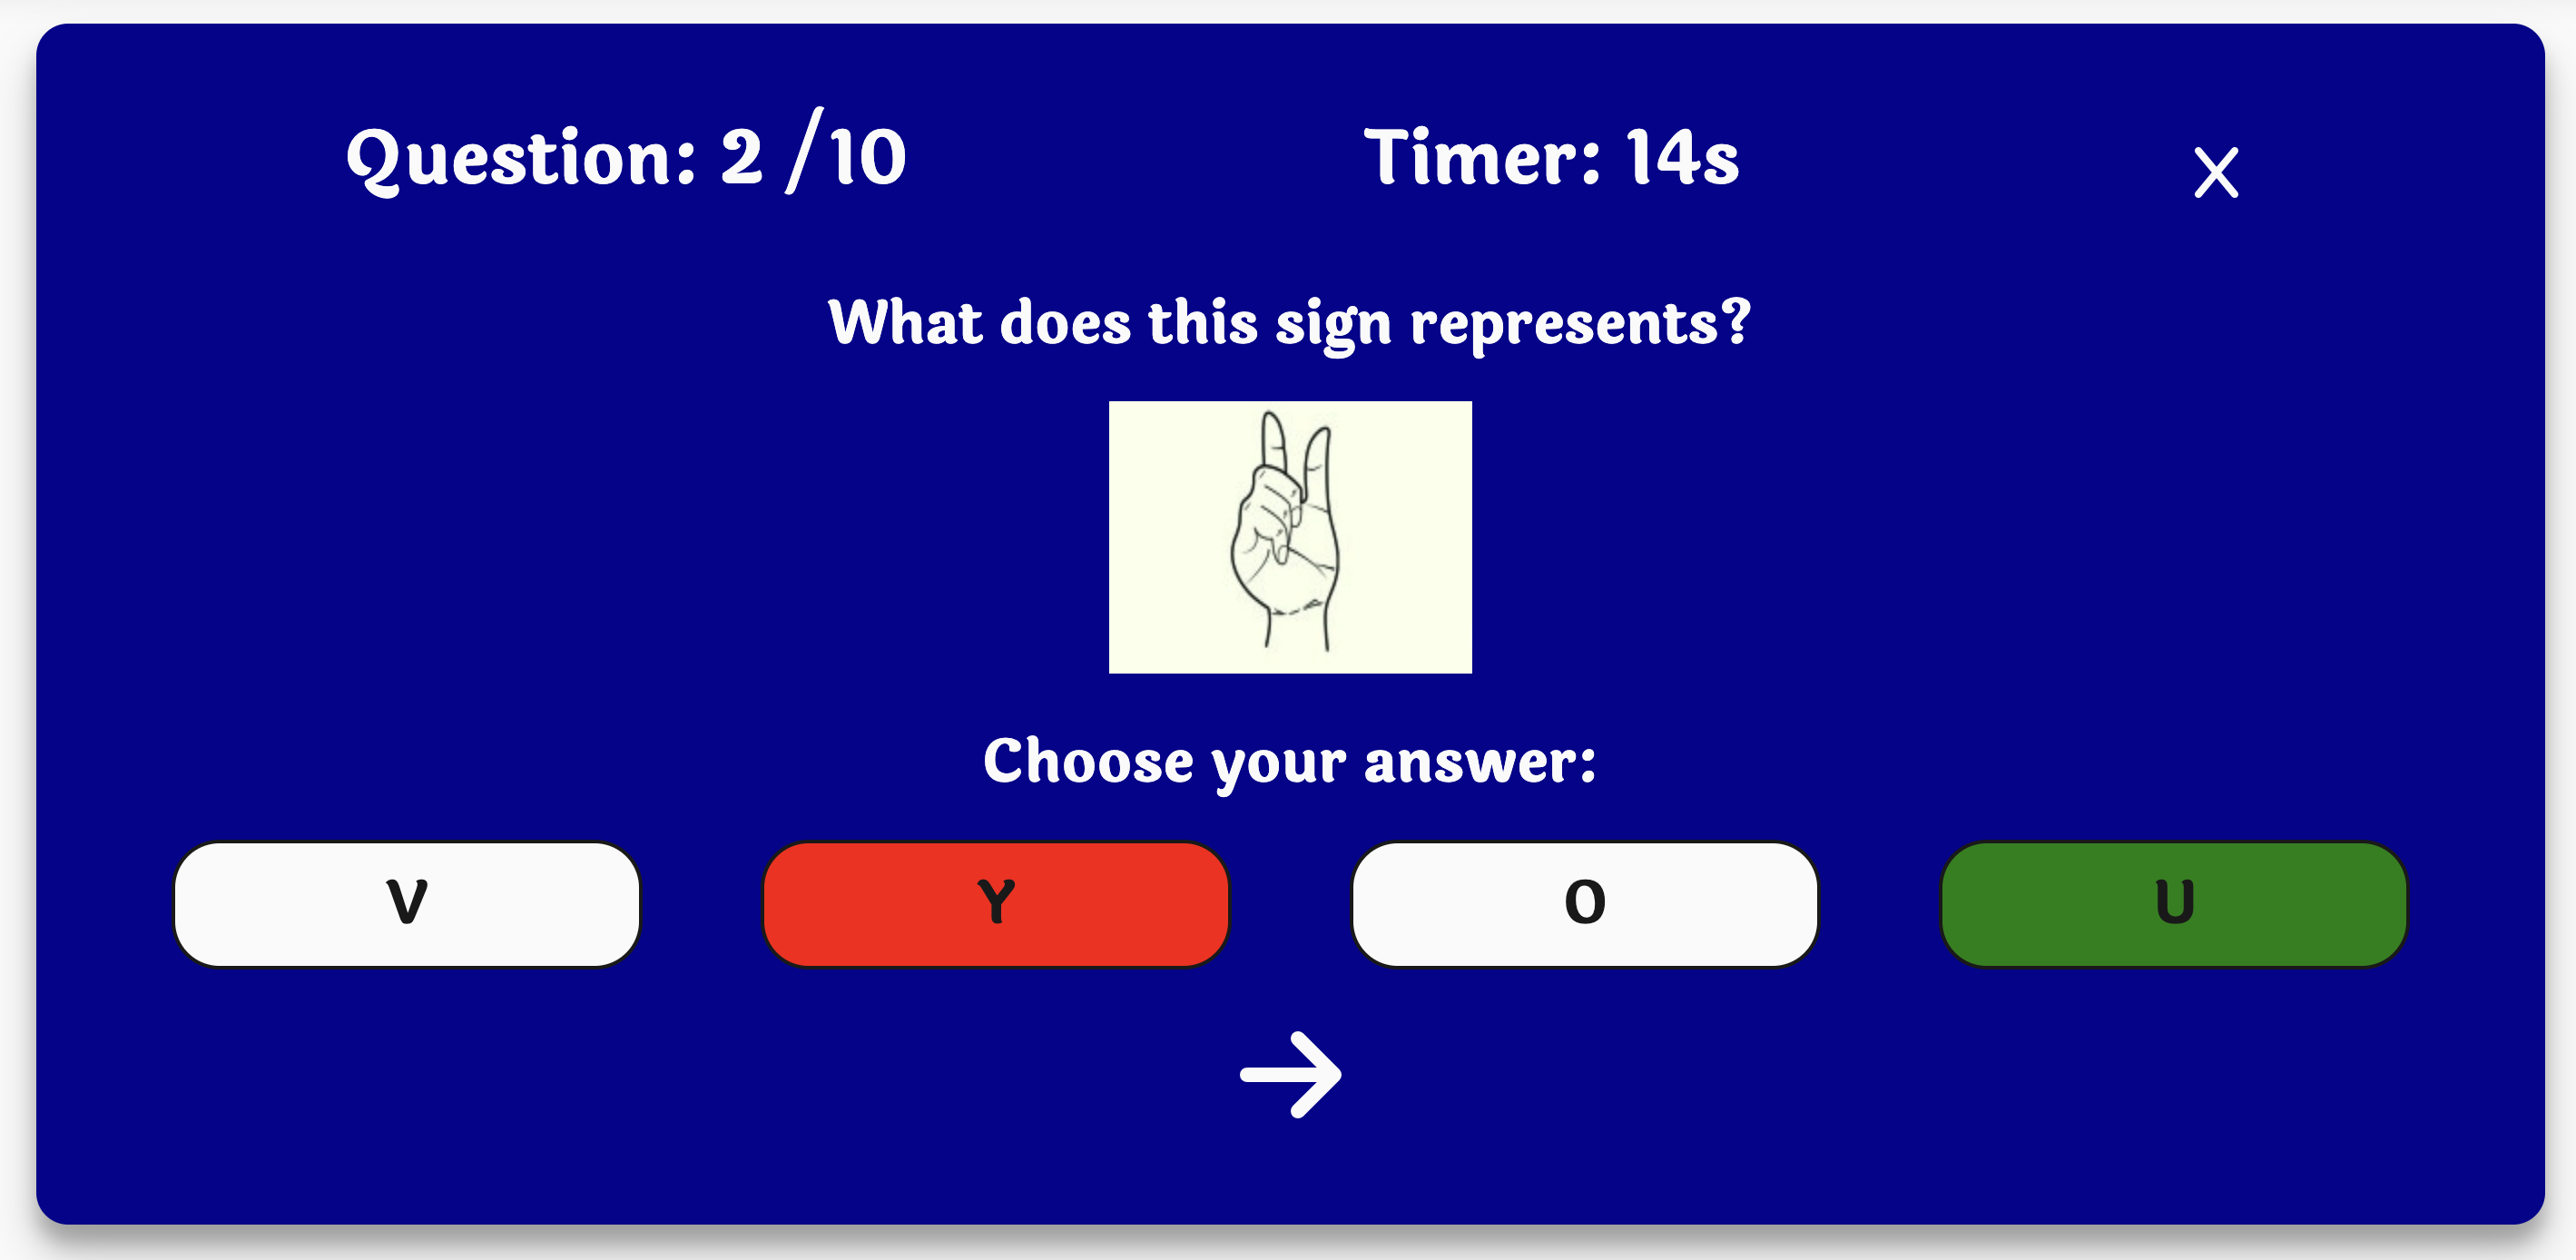 Question: 2 /10
Timer: 14s
X
What does this sign represents?
Choose your answer:
V
Y
O
U